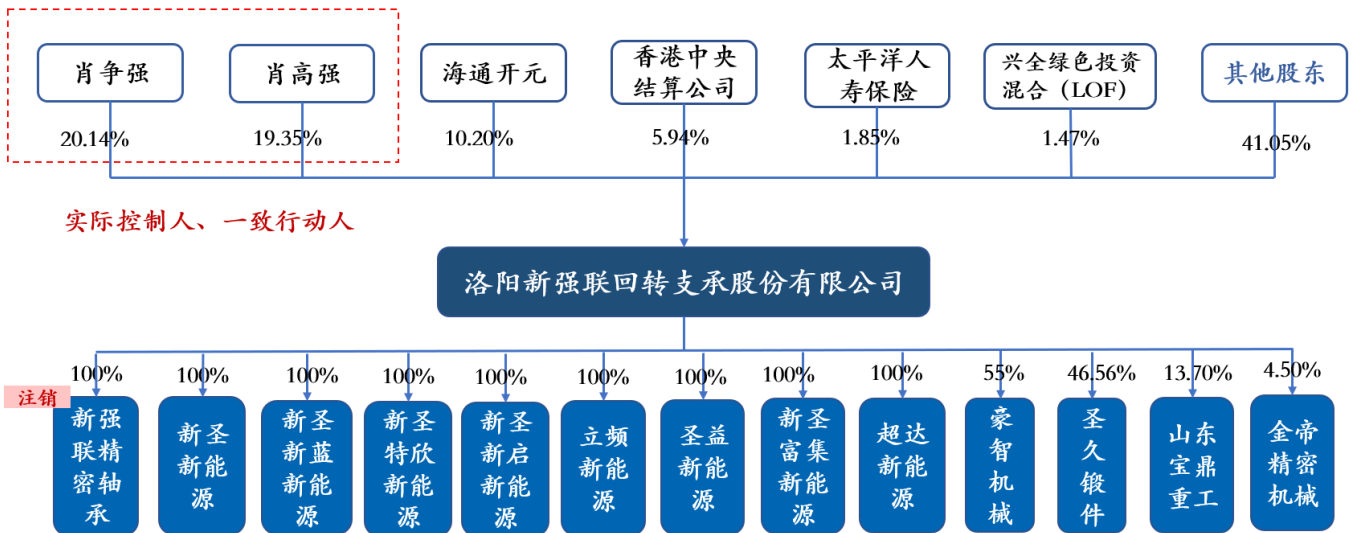 肖争强
肖高强
海通开元
香港中央
结算公司
太平洋人
寿保险
兴全绿色投资
混合（LOF）
其他股东
20.14%
19.35%
10.20%
5.94%
1.85%
1.47%
41.05%
实际控制人、一致行动人
洛阳新强联回转支承股份有限公司
100%
100%
100%
100%
100%
100%
100%
100%
100%
55%
46.56%
13.70%
4.50%
注销
新强
联精
密轴
承
新圣
新能
源
新圣
新蓝
新能
源
新圣
特欣
新能
源
新圣
新启
新能
源
立频
新能
源
圣益
新能
源
新圣
富集
新能
源
超达
新能
源
豪
智
机
械
圣
久
锻
件
山东
宝鼎
重工
金帝
精密
机械